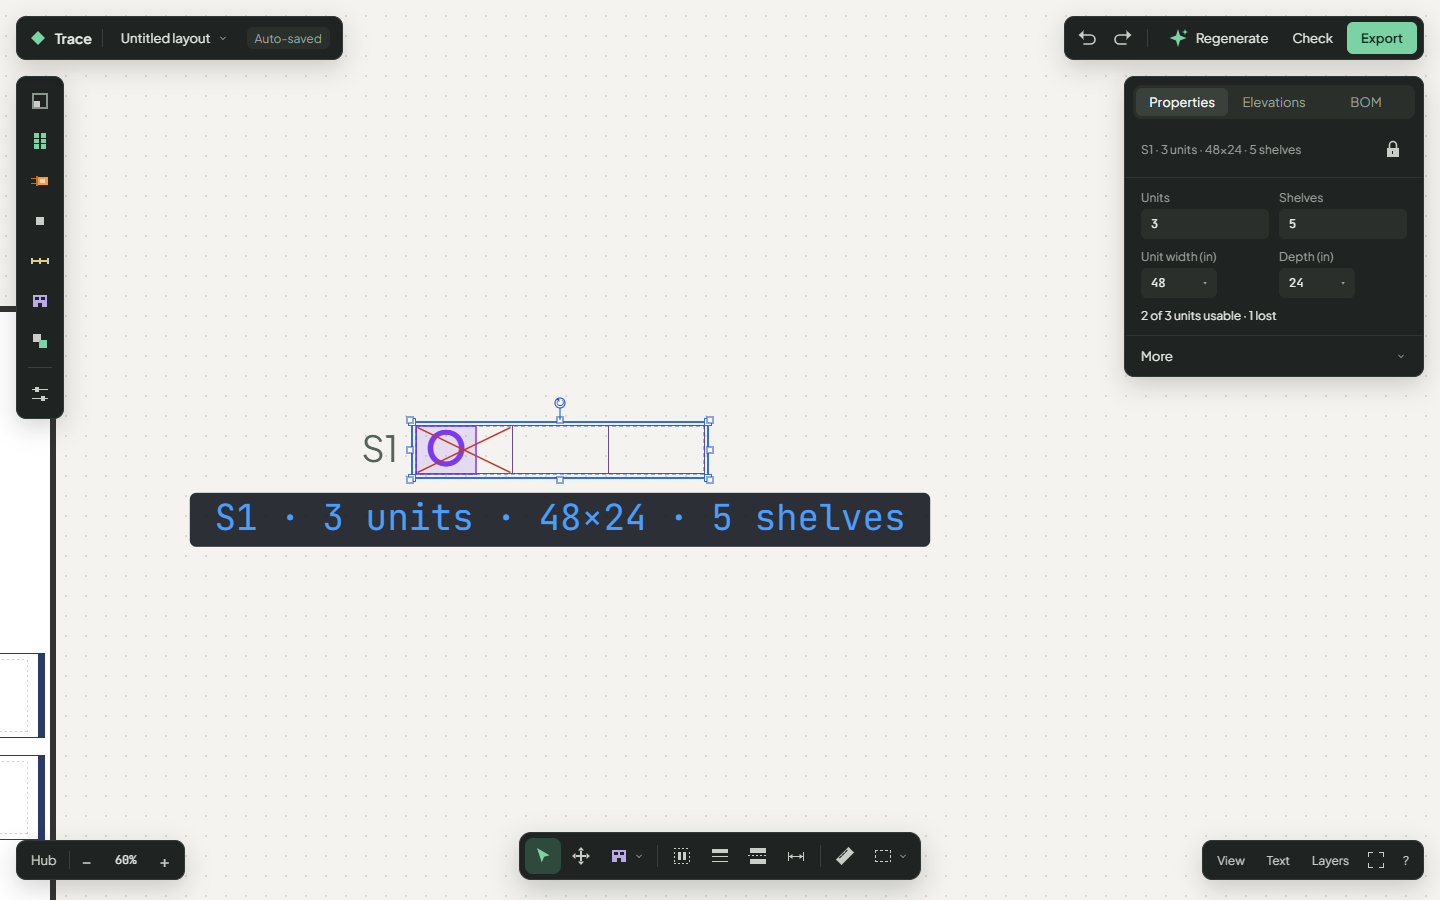 Trace
Untitled layout
Auto-saved
Regenerate
Check
Export
Properties
Elevations
BOM
S1 · 3 units · 48×24 · 5 shelves
Units
Shelves
3
5
Unit width (in)
Depth (in)
48
24
2 of 3 units usable · 1 lost
More
S1
S1 · 3 units · 48×24 · 5 shelves
Hub
60%
View
Text
Layers
?